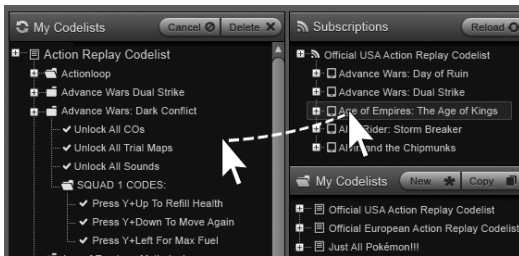 My Codelists
Cancel
Delete
Action Replay Codelist
Actionloop
Advance Wars Dual Strike
Advance Wars: Dark Conflict
Unlock All COs
Unlock All Trial Maps
Unlock All Sounds
SQUAD 1 CODES:
Press Y+Up To Refill Health
Press Y+Down To Move Again
Press Y+Left For Max Fuel
Subscriptions
Reload
Official USA Action Replay Codelist
Advance Wars: Day of Ruin
Advance Wars: Dual Strike
Age of Empires: The Age of Kings
Rider: Storm Breaker
and the Chipmunks
My Codelists
New
Copy
Official USA Action Replay Codelist
Official European Action Replay Codelist
Just All Pokémon!!!